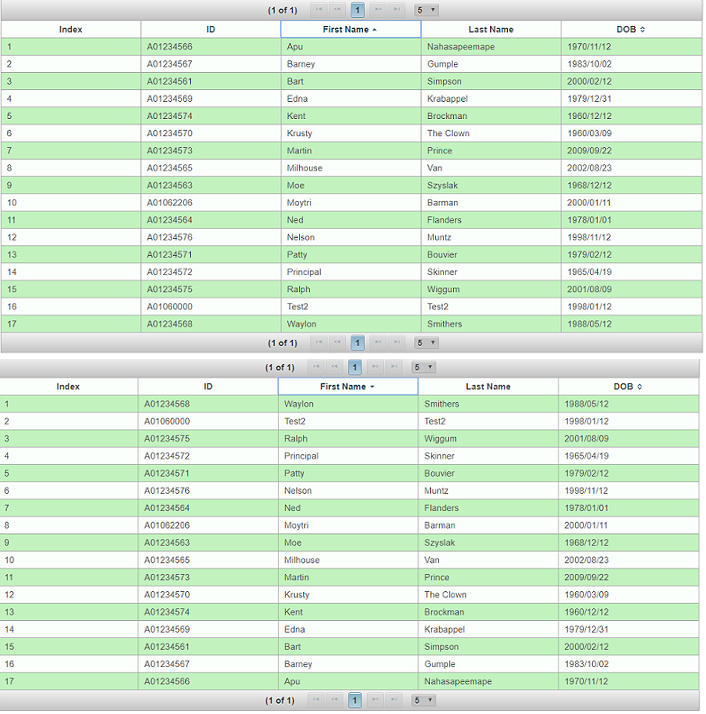 (1 of 1) 1 5
Index ID First Name Last Name DOB
1 A01234566 Apu Nahasapeemape 1970/11/12
2 A01234567 Barney Gumple 1983/10/02
3 A01234561 Bart Simpson 2000/02/12
4 A01234569 Edna Krabappel 1979/12/31
5 A01234574 Kent Brockman 1960/12/12
6 A01234570 Krusty The Clown 1960/03/09
7 A01234573 Martin Prince 2009/09/22
8 A01234565 Milhouse Van 2002/08/23
9 A01234563 Moe Szyslak 1968/12/12
10 A01062206 Moytri Barman 2000/01/11
11 A01234564 Ned Flanders 1978/01/01
12 A01234576 Nelson Muntz 1998/11/12
13 A01234571 Patty Bouvier 1979/02/12
14 A01234572 Principal Skinner 1965/04/19
15 A01234575 Ralph Wiggum 2001/08/09
16 A01060000 Test2 Test2 1998/01/12
17 A01234568 Waylon Smithers 1988/05/12
(1 of 1) 1 5
(1 of 1) 1 5
Index ID First Name Last Name DOB
1 A01234568 Waylon Smithers 1988/05/12
2 A01060000 Test2 Test2 1998/01/12
3 A01234575 Ralph Wiggum 2001/08/09
4 A01234572 Principal Skinner 1965/04/19
5 A01234571 Patty Bouvier 1979/02/12
6 A01234576 Nelson Muntz 1998/11/12
7 A01234564 Ned Flanders 1978/01/01
8 A01062206 Moytri Barman 2000/01/11
9 A01234563 Moe Szyslak 1968/12/12
10 A01234565 Milhouse Van 2002/08/23
11 A01234573 Martin Prince 2009/09/22
12 A01234570 Krusty The Clown 1960/03/09
13 A01234574 Kent Brockman 1960/12/12
14 A01234569 Edna Krabappel 1979/12/31
15 A01234561 Bart Simpson 2000/02/12
16 A01234567 Barney Gumple 1983/10/02
17 A01234566 Apu Nahasapeemape 1970/11/12
(1 of 1) 1 5